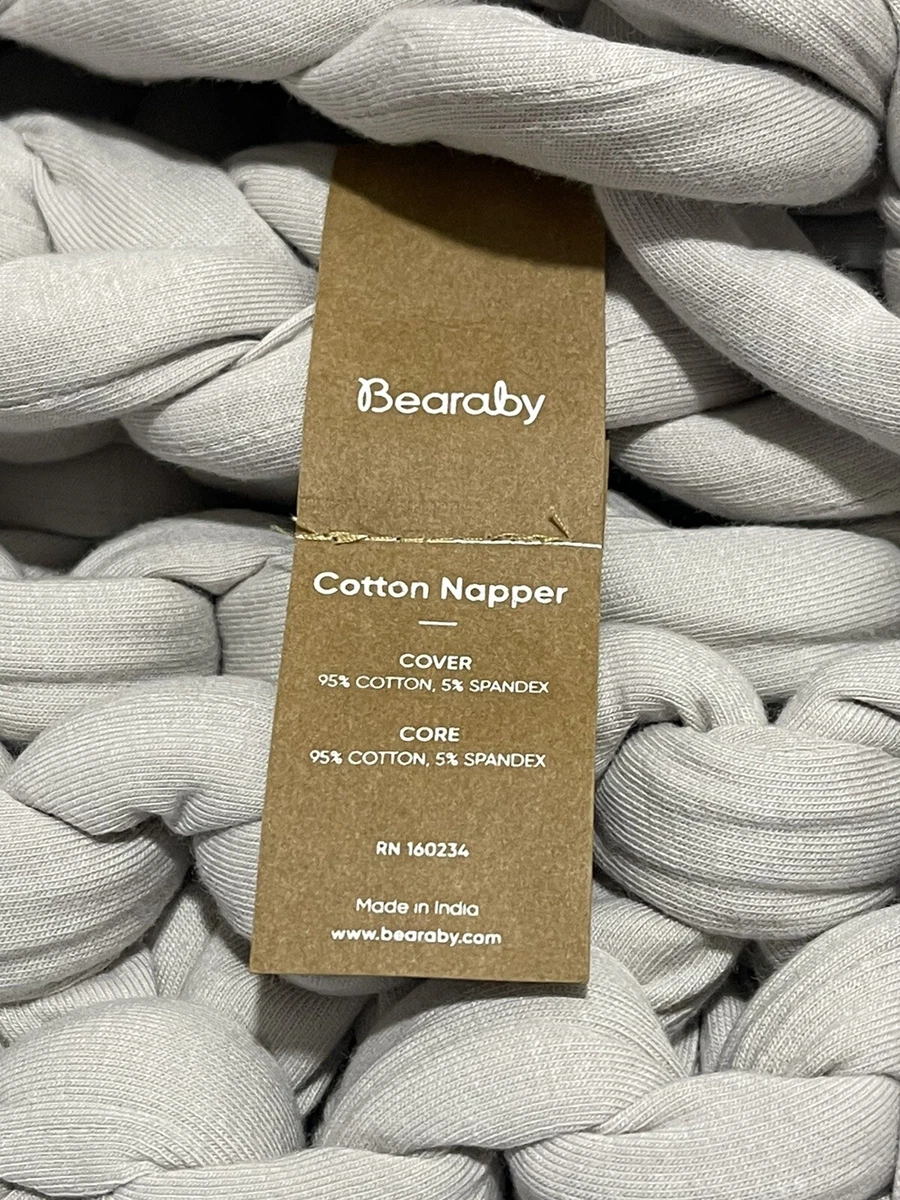 Bearaby
Cotton Napper
COVER
95% COTTON, 5% SPANDEX
CORE
95% COTTON, 5% SPANDEX
RN 160234
Made in India
www.bearaby.com